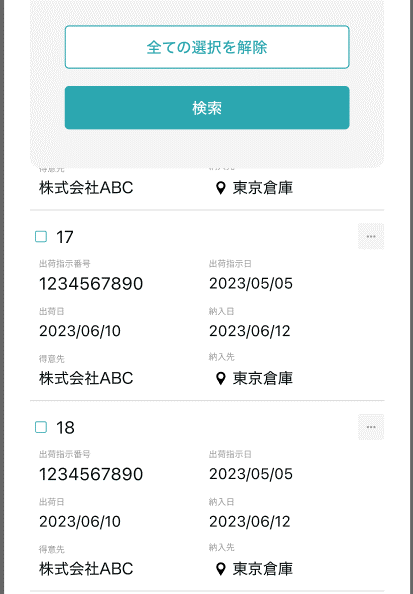 全ての選択を解除
検索
株式会社ABC 東京倉庫
17
出荷指示番号 出荷指示日
1234567890 2023/05/05
出荷日 納入日
2023/06/10 2023/06/12
得意先 納入先
株式会社ABC 東京倉庫
18
出荷指示番号 出荷指示日
1234567890 2023/05/05
出荷日 納入日
2023/06/10 2023/06/12
得意先 納入先
株式会社ABC 東京倉庫